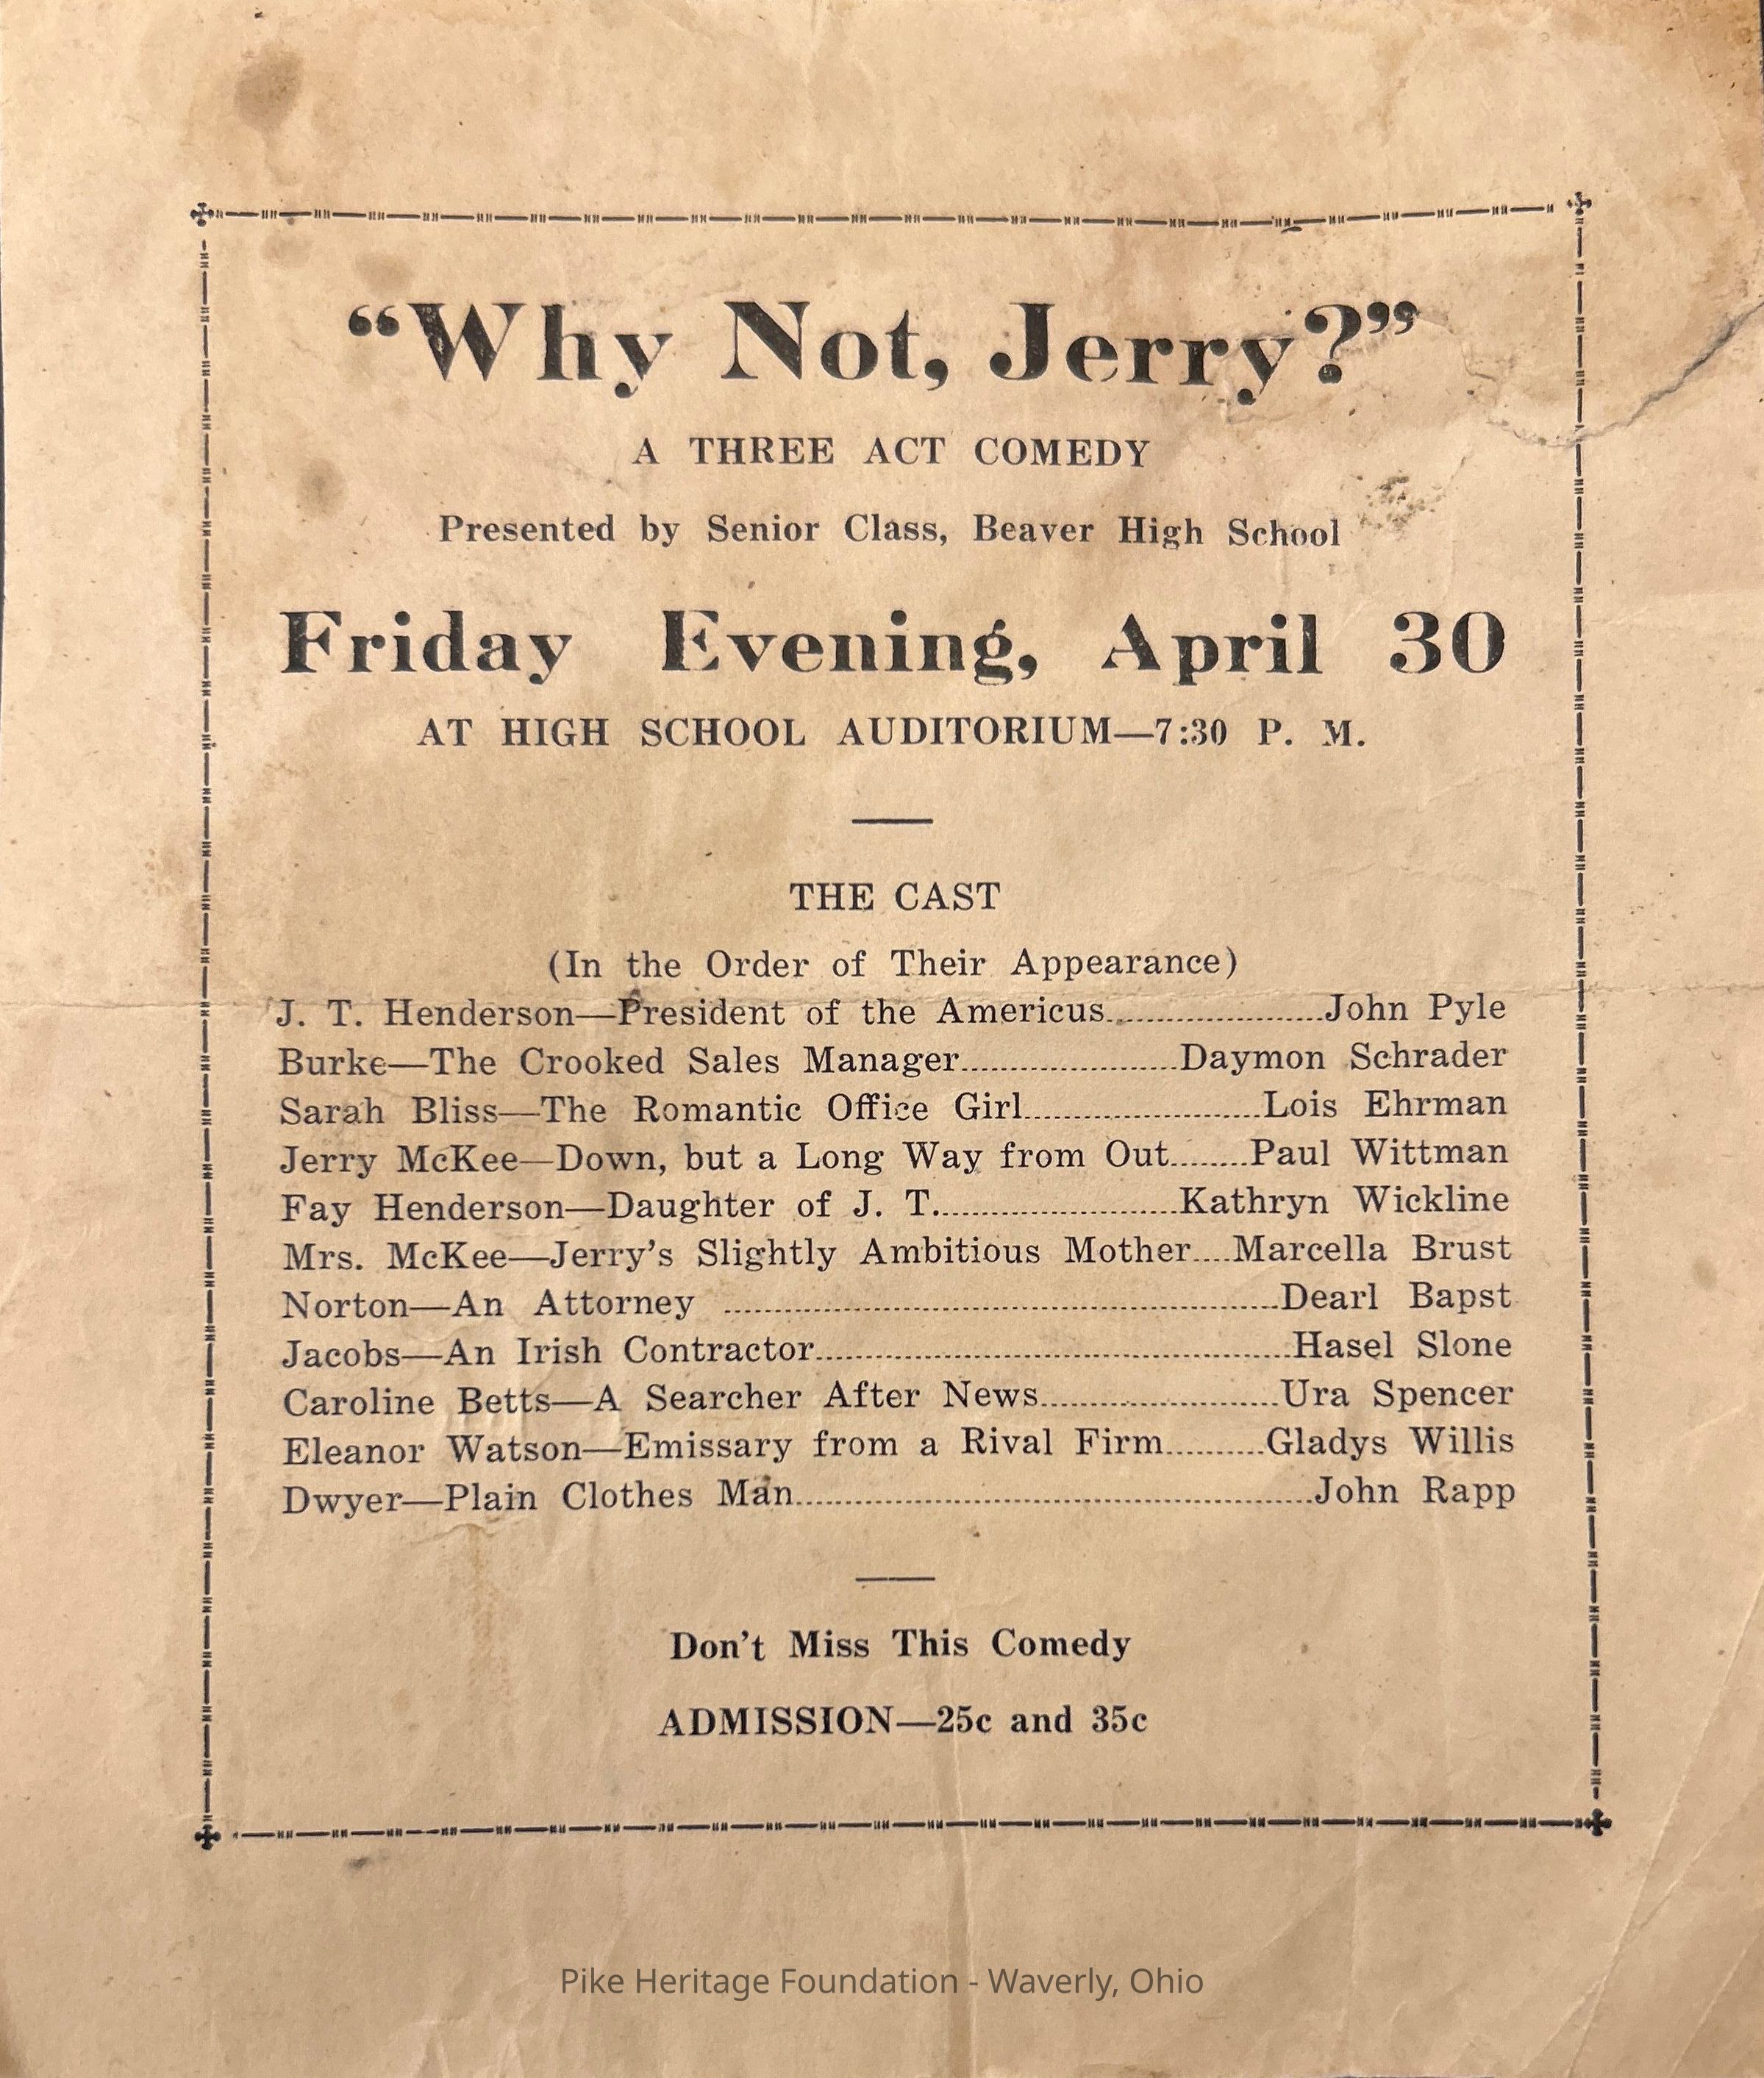 “Why Not, Jerry?”
A THREE ACT COMEDY
Presented by Senior Class, Beaver High School
Friday Evening, April 30
AT HIGH SCHOOL AUDITORIUM—7:30 P. M.
THE CAST
(In the Order of Their Appearance)
J. T. Henderson—President of the Americus......................John Pyle
Burke—The Crooked Sales Manager......................Daymon Schrader
Sarah Bliss—The Romantic Office Girl........................Lois Ehrman
Jerry McKee—Down, but a Long Way from Out........Paul Wittman
Fay Henderson—Daughter of J. T.........................Kathryn Wickline
Mrs. McKee—Jerry’s Slightly Ambitious Mother....Marcella Brust
Norton—An Attorney ........................................................Dearl Bapst
Jacobs—An Irish Contractor................................................Hasel Slone
Caroline Betts—A Searcher After News........................Ura Spencer
Eleanor Watson—Emissary from a Rival Firm..........Gladys Willis
Dwyer—Plain Clothes Man.....................................................John Rapp
Don’t Miss This Comedy
ADMISSION—25c and 35c
Pike Heritage Foundation - Waverly, Ohio